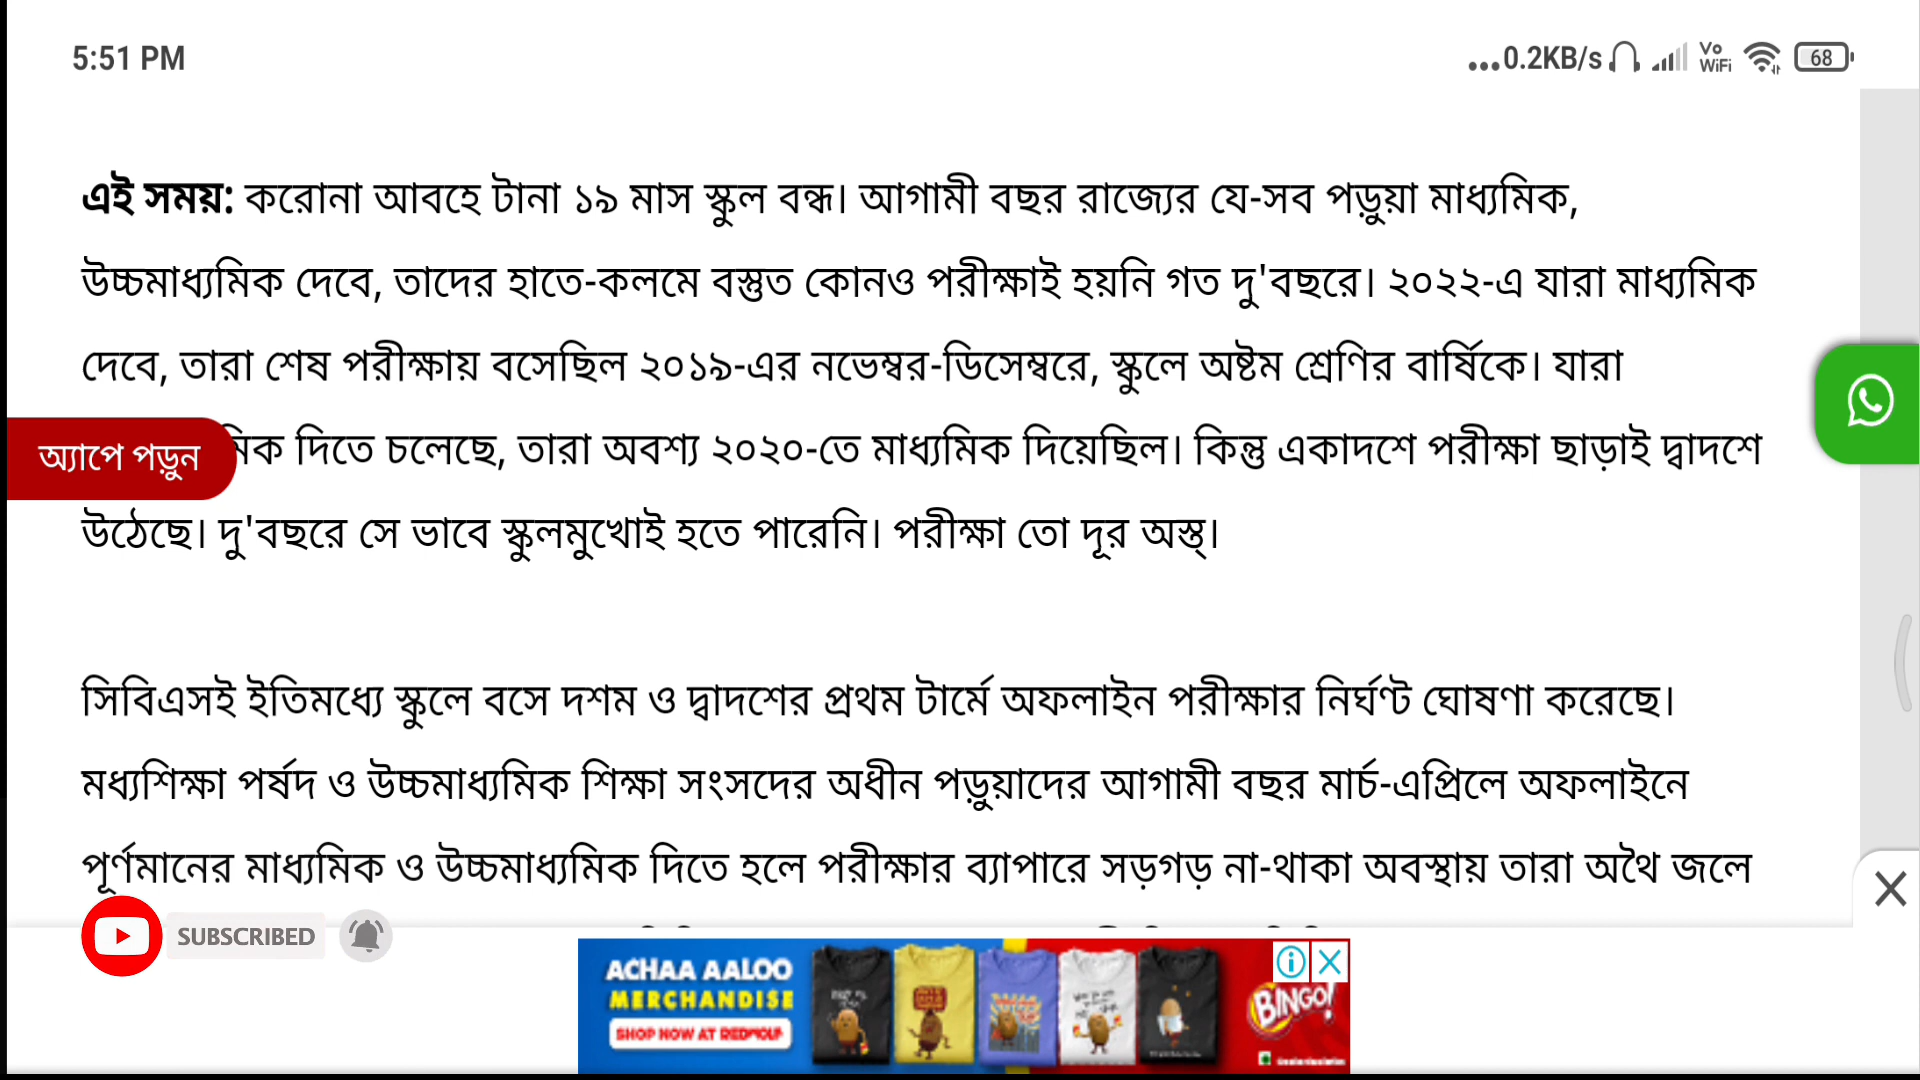 5:51 PM
...0.2KB/s Vo WiFi 68
এই সময়: করোনা আবহে টানা ১৯ মাস স্কুল বন্ধ। আগামী বছর রাজ্যের যে-সব পড়ুয়া মাধ্যমিক,
উচ্চমাধ্যমিক দেবে, তাদের হাতে-কলমে বস্তুত কোনও পরীক্ষাই হয়নি গত দু'বছরে। ২০২২-এ যারা মাধ্যমিক
দেবে, তারা শেষ পরীক্ষায় বসেছিল ২০১৯-এর নভেম্বর-ডিসেম্বরে, স্কুলে অষ্টম শ্রেণির বার্ষিকে। যারা
অ্যাপে পড়ুন
মিক দিতে চলেছে, তারা অবশ্য ২০২০-তে মাধ্যমিক দিয়েছিল। কিন্তু একাদশে পরীক্ষা ছাড়াই দ্বাদশে
উঠেছে। দু'বছরে সে ভাবে স্কুলমুখোই হতে পারেনি। পরীক্ষা তো দূর অস্ত্‌।
সিবিএসই ইতিমধ্যে স্কুলে বসে দশম ও দ্বাদশের প্রথম টার্মে অফলাইন পরীক্ষার নির্ঘণ্ট ঘোষণা করেছে।
মধ্যশিক্ষা পর্ষদ ও উচ্চমাধ্যমিক শিক্ষা সংসদের অধীন পড়ুয়াদের আগামী বছর মার্চ-এপ্রিলে অফলাইনে
পূর্ণমানের মাধ্যমিক ও উচ্চমাধ্যমিক দিতে হলে পরীক্ষার ব্যাপারে সড়গড় না-থাকা অবস্থায় তারা অথৈ জলে
SUBSCRIBED
ACHAA AALOO
MERCHANDISE
SHOP NOW AT REDWOLF
BINGO!